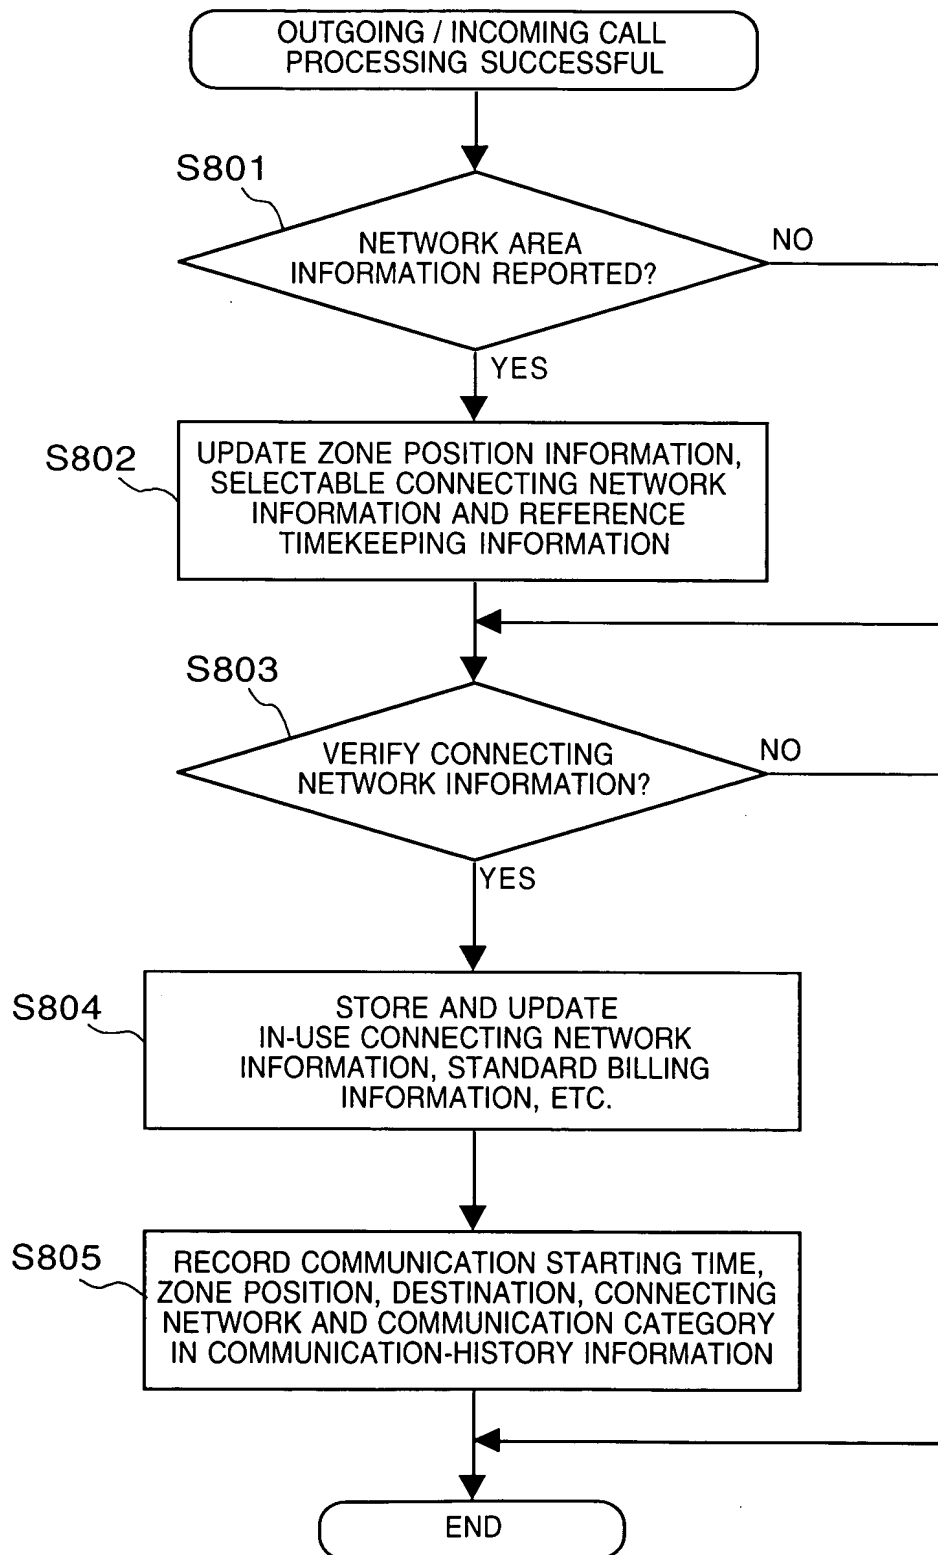 OUTGOING / INCOMING CALL
PROCESSING SUCCESSFUL
S801
NETWORK AREA
INFORMATION REPORTED?
NO
YES
S802
UPDATE ZONE POSITION INFORMATION,
SELECTABLE CONNECTING NETWORK
INFORMATION AND REFERENCE
TIMEKEEPING INFORMATION
S803
VERIFY CONNECTING
NETWORK INFORMATION?
NO
YES
S804
STORE AND UPDATE
IN-USE CONNECTING NETWORK
INFORMATION, STANDARD BILLING
INFORMATION, ETC.
S805
RECORD COMMUNICATION STARTING TIME,
ZONE POSITION, DESTINATION, CONNECTING
NETWORK AND COMMUNICATION CATEGORY
IN COMMUNICATION-HISTORY INFORMATION
END